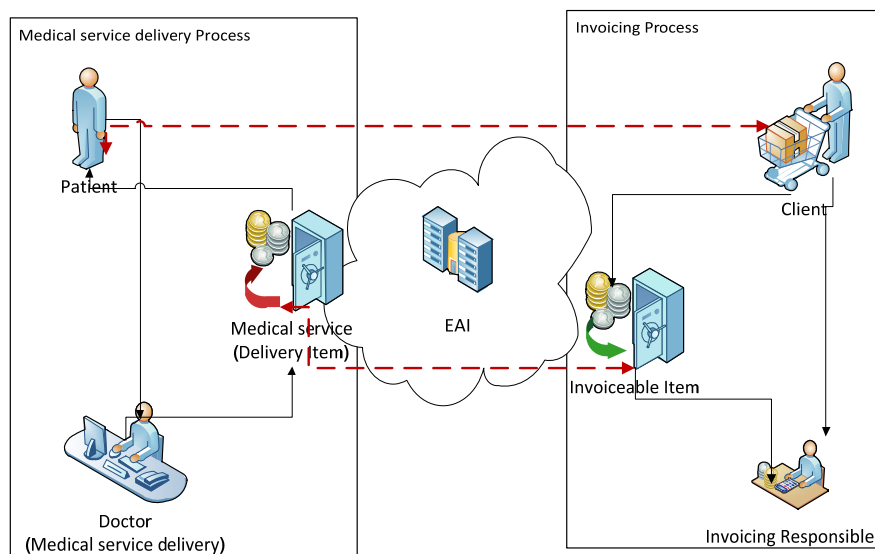 Medical service delivery Process
Invoicing Process
Patient
Client
EAI
Medical service
(Delivery Item)
Invoiceable Item
Doctor
(Medical service delivery)
Invoicing Responsible